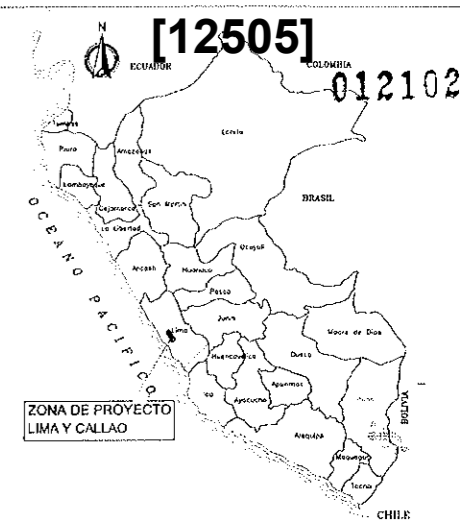 [12505]
N
ECUADOR
COLOMBIA
012102
Loreto
Tumbes
Piura
Amazonas
Lambayeque
Cajamarca
San Martin
BRASIL
La Libertad
OCEANO PACIFICO
Ancash
Huanuco
Ucayali
Pasco
Lima
Junin
Madre de Dios
Huancavelica
Cusco
Ica
Ayacucho
Apurimac
BOLIVIA
ZONA DE PROYECTO
LIMA Y CALLAO
Arequipa
Moquegua
Tacna
CHILE